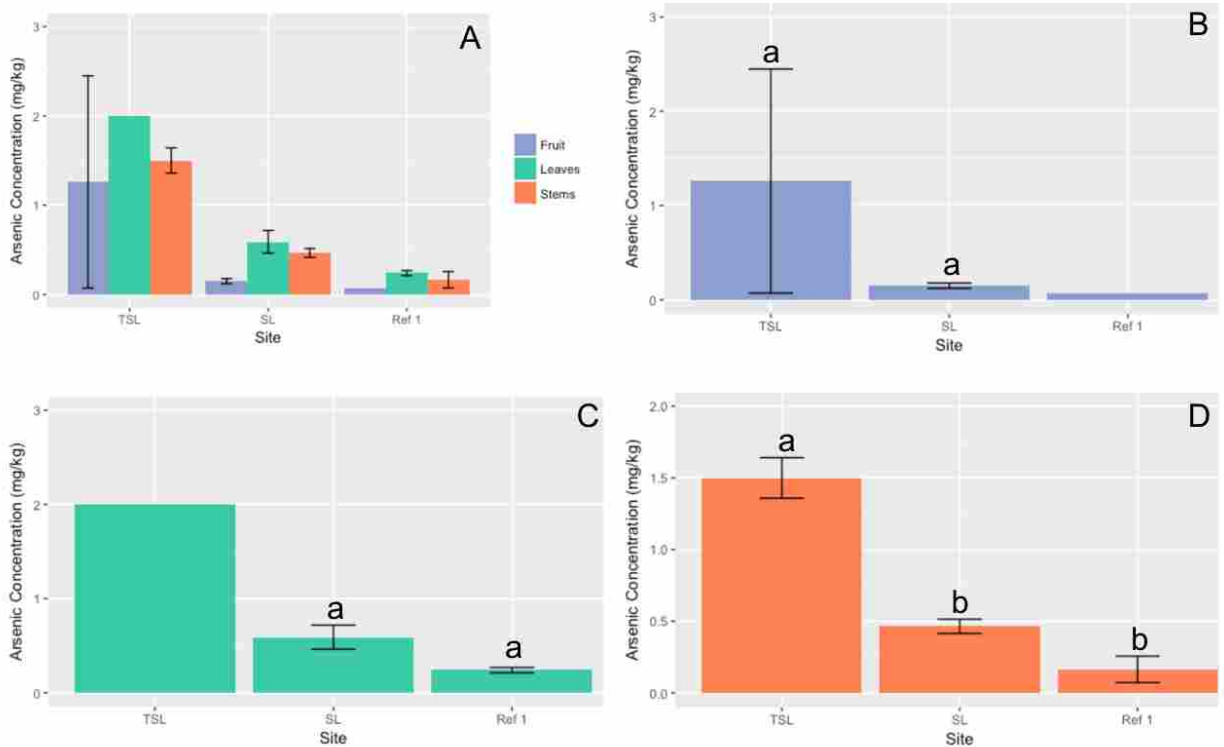 A
Arsenic Concentration (mg/kg)
3
2
1
0
TSL SL Ref 1
Site
Fruit
Leaves
Stems
B
Arsenic Concentration (mg/kg)
3
2
1
0
a
a
TSL SL Ref 1
Site
C
Arsenic Concentration (mg/kg)
3
2
1
0
a
a
TSL SL Ref 1
Site
D
Arsenic Concentration (mg/kg)
2.0
1.5
1.0
0.5
0.0
a
b
b
TSL SL Ref 1
Site